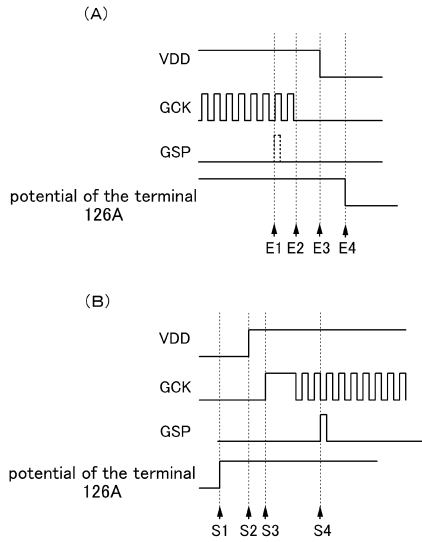 (A)
VDD
GCK
GSP
potential of the terminal
126A
E1 E2 E3 E4
(B)
VDD
GCK
GSP
potential of the terminal
126A
S1 S2 S3 S4